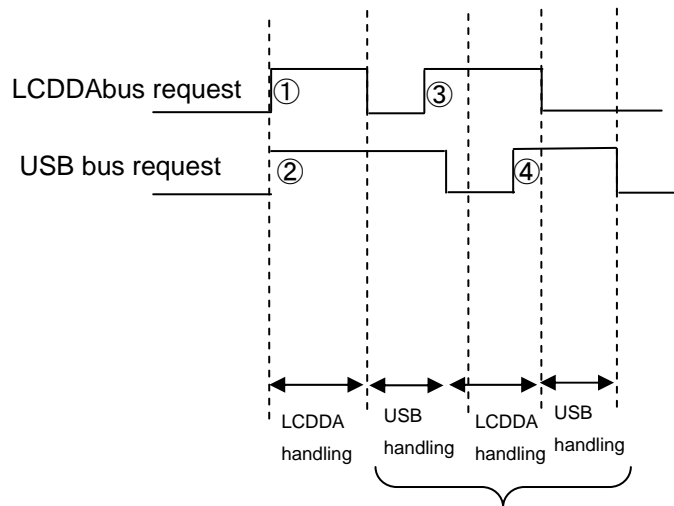 LCDDAbus request
①
③
USB bus request
②
④
LCDDA
handling
USB
handling
LCDDA
handling
USB
handling